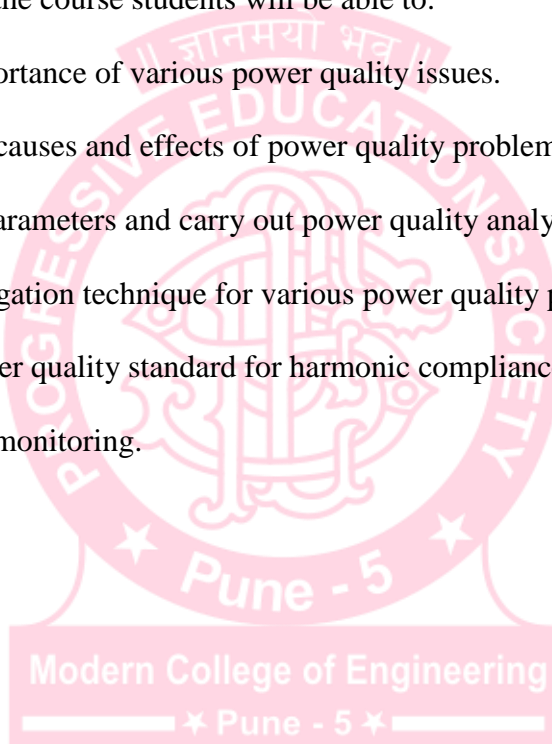 the course students will be able to:
॥ ज्ञानमयो भव ॥
ortance of various power quality issues.
PROGRESSIVE EDUCATION SOCIETY
causes and effects of power quality problem
arameters and carry out power quality analy
gation technique for various power quality p
er quality standard for harmonic compliance
monitoring.
Pune - 5
Modern College of Engineering
Pune - 5